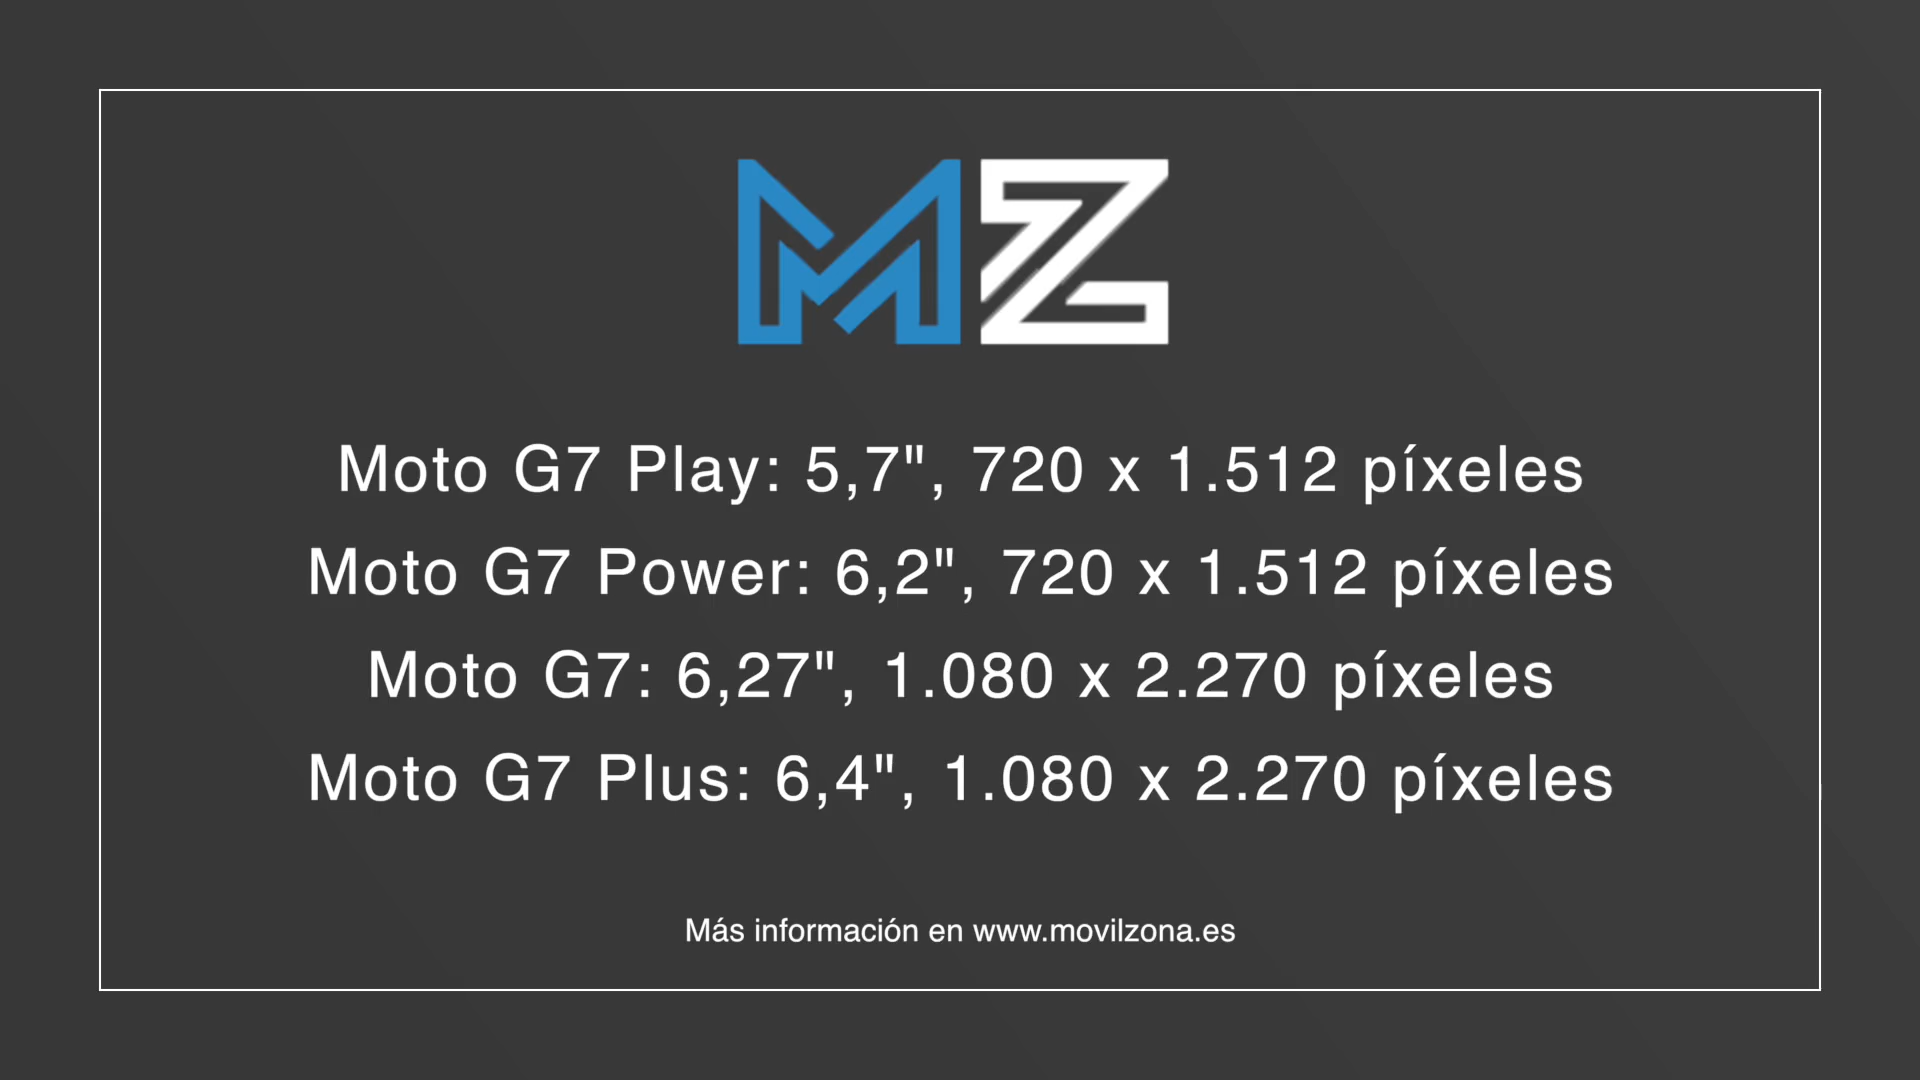 MZ
Moto G7 Play: 5,7", 720 x 1.512 píxeles
Moto G7 Power: 6,2", 720 x 1.512 píxeles
Moto G7: 6,27", 1.080 x 2.270 píxeles
Moto G7 Plus: 6,4", 1.080 x 2.270 píxeles
Más información en www.movilzona.es